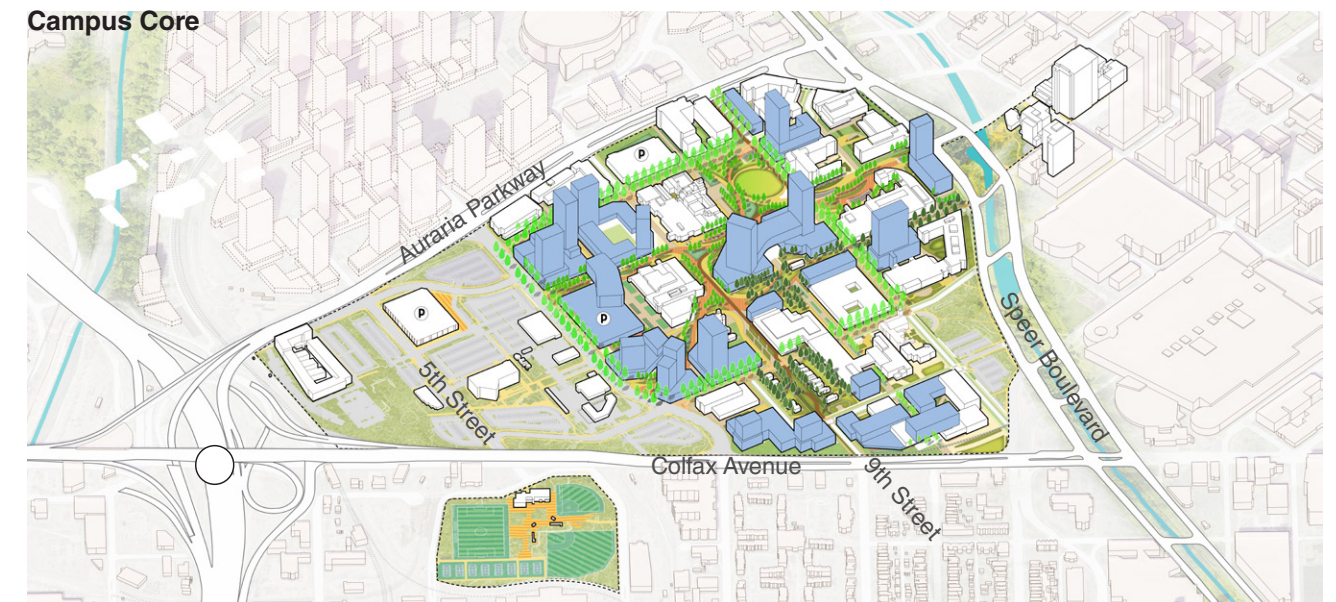 Campus Core
P
Auraria Parkway
P
P
5th Street
Speer Boulevard
Colfax Avenue
9th Street